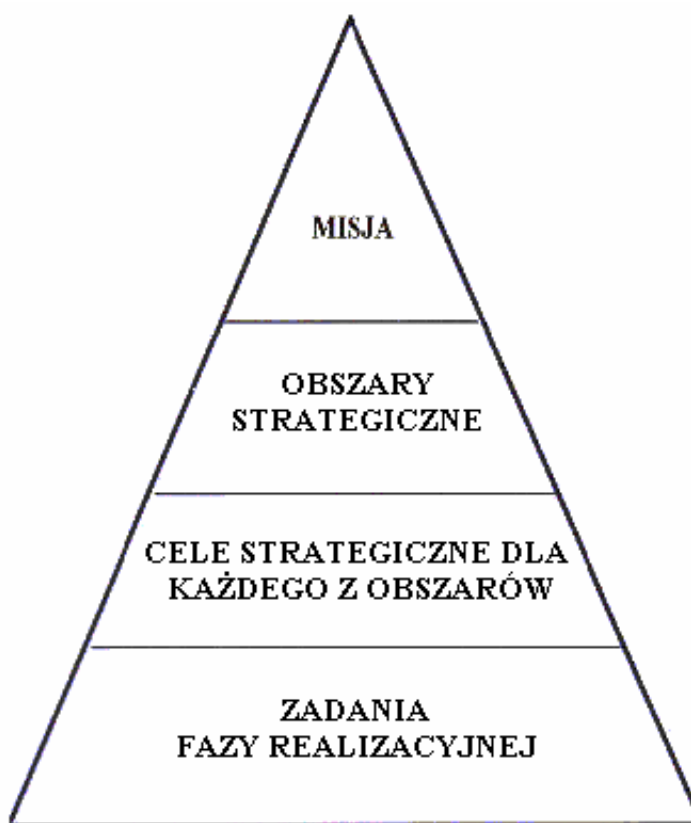 MISJA
OBSZARY
STRATEGICZNE
CELE STRATEGICZNE DLA
KAŻDEGO Z OBSZARÓW
ZADANIA
FAZY REALIZACYJNEJ